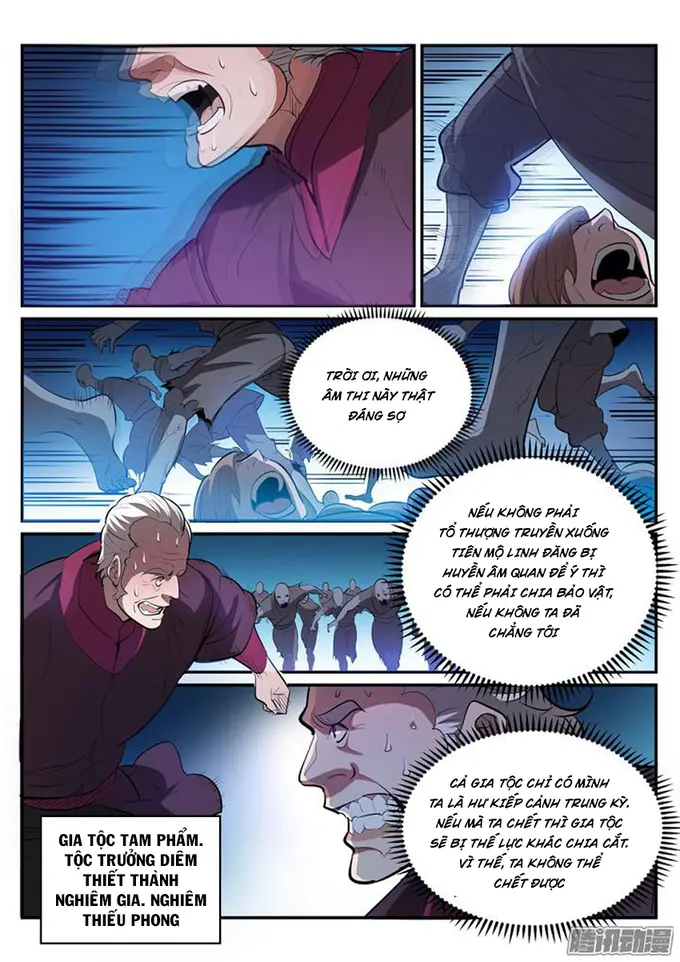 TRỜI ƠI, NHỮNG
ÂM THI NÀY THẬT
ĐÁNG SỢ
NẾU KHÔNG PHẢI
TỔ THƯỢNG TRUYỀN XUỐNG
TIÊN MỘ LINH ĐĂNG BỊ
HUYỀN ÂM QUAN ĐỂ Ý THÌ
CÓ THỂ PHẢI CHIA BẢO VẬT,
NẾU KHÔNG TA ĐÃ
CHẲNG TỚI
CẢ GIA TỘC CHỈ CÓ MÌNH
TA LÀ HƯ KIẾP CẢNH TRUNG KỲ.
NẾU MÀ TA CHẾT THÌ GIA TỘC
SẼ BỊ THẾ LỰC KHÁC CHIA CẮT.
VÌ THẾ, TA KHÔNG THỂ
CHẾT ĐƯỢC
GIA TỘC TAM PHẨM.
TỘC TRƯỞNG DIÊM
THIẾT THÀNH
NGHIÊM GIA. NGHIÊM
THIẾU PHONG
腾讯动漫